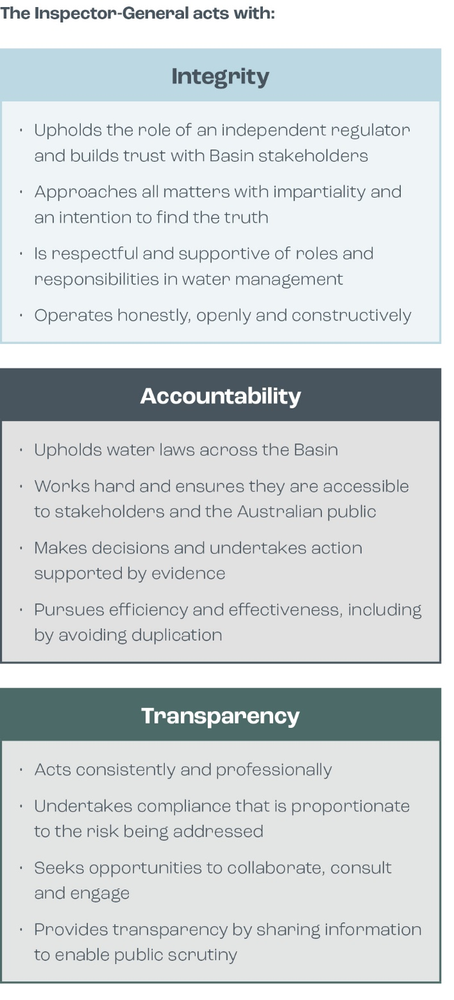 The Inspector-General acts with:
Integrity
· Upholds the role of an independent regulator
and builds trust with Basin stakeholders
· Approaches all matters with impartiality and
an intention to find the truth
· Is respectful and supportive of roles and
responsibilities in water management
· Operates honestly, openly and constructively
Accountability
· Upholds water laws across the Basin
· Works hard and ensures they are accessible
to stakeholders and the Australian public
· Makes decisions and undertakes action
supported by evidence
· Pursues efficiency and effectiveness, including
by avoiding duplication
Transparency
· Acts consistently and professionally
· Undertakes compliance that is proportionate
to the risk being addressed
· Seeks opportunities to collaborate, consult
and engage
· Provides transparency by sharing information
to enable public scrutiny